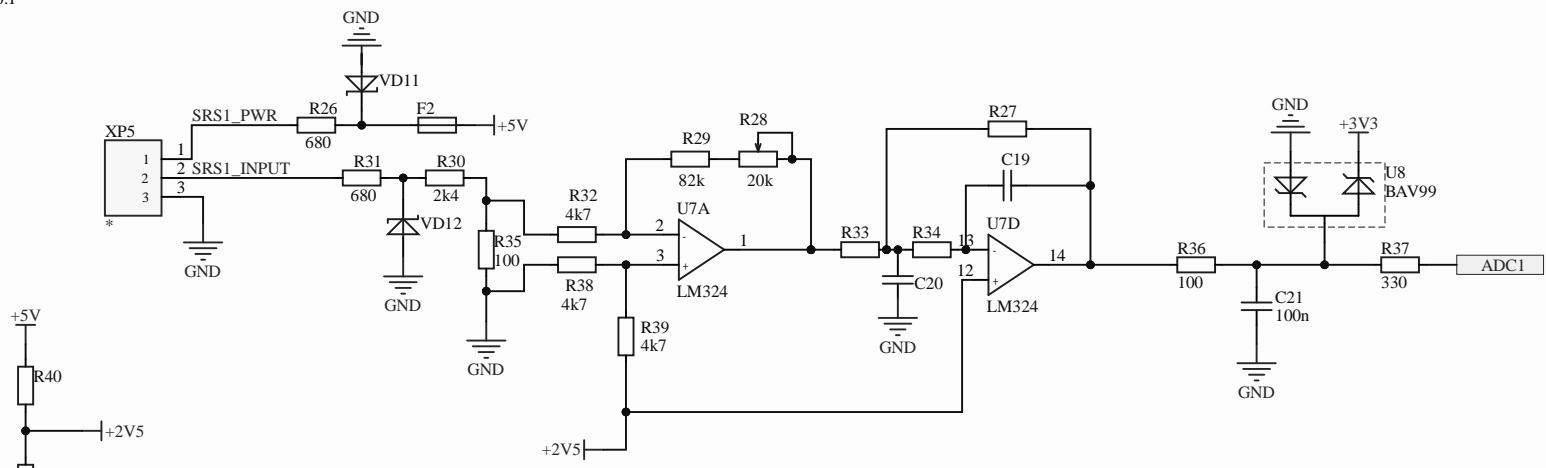 GND
VD11
SRS1_PWR
R26
680
F2
+5V
XP5
1
2
3
1
2
3
*
SRS1_INPUT
R31
680
R30
2k4
VD12
GND
GND
R35
100
GND
R32
4k7
R38
4k7
R39
4k7
R29
82k
R28
20k
U7A
2
-
3
+
1
LM324
R33
R34
C20
GND
R27
C19
U7D
13
-
12
+
14
LM324
R36
100
C21
100n
GND
GND
+3V3
U8
BAV99
R37
330
ADC1
+5V
R40
+2V5
+2V5